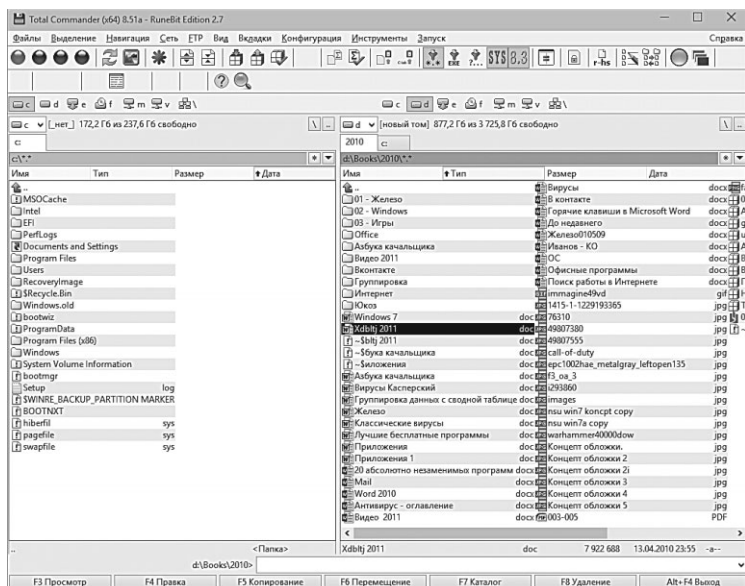 Total Commander (x64) 8.51a - RuneBit Edition 2.7
Файлы Выделение Навигация Сеть FTP Вид Вкладки Конфигурация Инструменты Запуск Справка
EXE ?... SYS 8.3 r-hs
c d e f m v \ c d e f m v \
c [_нет_] 172,2 Гб из 237,6 Гб свободно \ .. d [новый том] 877,2 Гб из 3 725,8 Гб свободно \ ..
c: 2010 c:
c:\*.* * d:\Books\2010\*.* *
Имя Тип Размер Дата
..
MSOCache
Intel
EFI
PerfLogs
Documents and Settings
Program Files
Users
RecoveryImage
$Recycle.Bin
Windows.old
bootwiz
ProgramData
Program Files (x86)
Windows
System Volume Information
bootmgr
Setup log
$WINRE_BACKUP_PARTITION MARKER
BOOTNXT
hiberfil sys
pagefile sys
swapfile sys
.. <Папка>
Имя Тип Размер Дата
..
01 - Железо
02 - Windows
03 - Игры
Office
Азбука качальщика
Видео 2011
Вконтакте
Группировка
Интернет
Юкоз
Windows 7 doc
Xdbltj 2011 doc
~$bltj 2011 doc
~$бука качальщика doc
~$иложения doc
Азбука качальщика doc
Вирусы Касперский doc
Группировка данных с сводной таблице doc
Железо doc
Классические вирусы doc
Лучшие бесплатные программы doc
Приложения doc
Приложения 1 doc
20 абсолютно незаменимых программ docx
Mail docx
Word 2010 docx
Антивирус - оглавление docx
Видео 2011 docx
Вирусы docx
В контакте docx
Горячие клавиши в Microsoft Word docx
До недавнего docx
Железо010509 docx
Иванов - КО docx
ОС docx
Офисные программы docx
Поиск работы в Интернете docx
immagine49vd gif
1415-1-1229193365 jpg
76310 jpg
49807380 jpg
49807555 jpg
call-of-duty jpg
epc1002hae_metalgray_leftopen135 jpg
f3_oa_3 jpg
i293860 jpg
images jpg
nsu win7 koncpt copy jpg
nsu win7a copy jpg
warhammer40000dow jpg
Концепт обложки. jpg
Концепт обложки 2 jpg
Концепт обложки 2i jpg
Концепт обложки 3 jpg
Концепт обложки 4 jpg
Концепт обложки 5 jpg
003-005 PDF
Xdbltj 2011 doc 7 922 688 13.04.2010 23:55 -a--
d:\Books\2010>
F3 Просмотр F4 Правка F5 Копирование F6 Перемещение F7 Каталог F8 Удаление Alt+F4 Выход